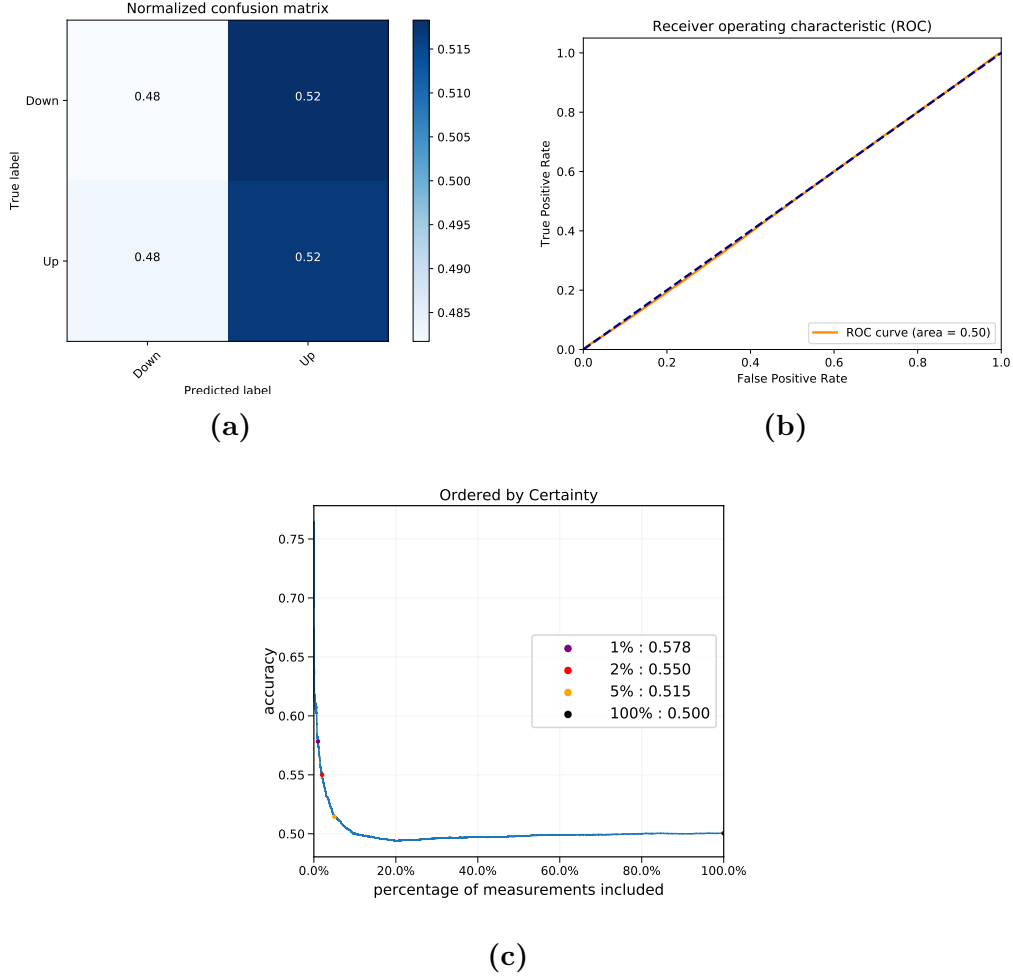 Normalized confusion matrix
Down
Up
True label
0.48
0.52
0.48
0.52
Down
Up
Predicted label
0.515
0.510
0.505
0.500
0.495
0.490
0.485
(a)
Receiver operating characteristic (ROC)
True Positive Rate
1.0
0.8
0.6
0.4
0.2
0.0
0.0 0.2 0.4 0.6 0.8 1.0
False Positive Rate
ROC curve (area = 0.50)
(b)
Ordered by Certainty
accuracy
0.75
0.70
0.65
0.60
0.55
0.50
1% : 0.578
2% : 0.550
5% : 0.515
100% : 0.500
0.0% 20.0% 40.0% 60.0% 80.0% 100.0%
percentage of measurements included
(c)